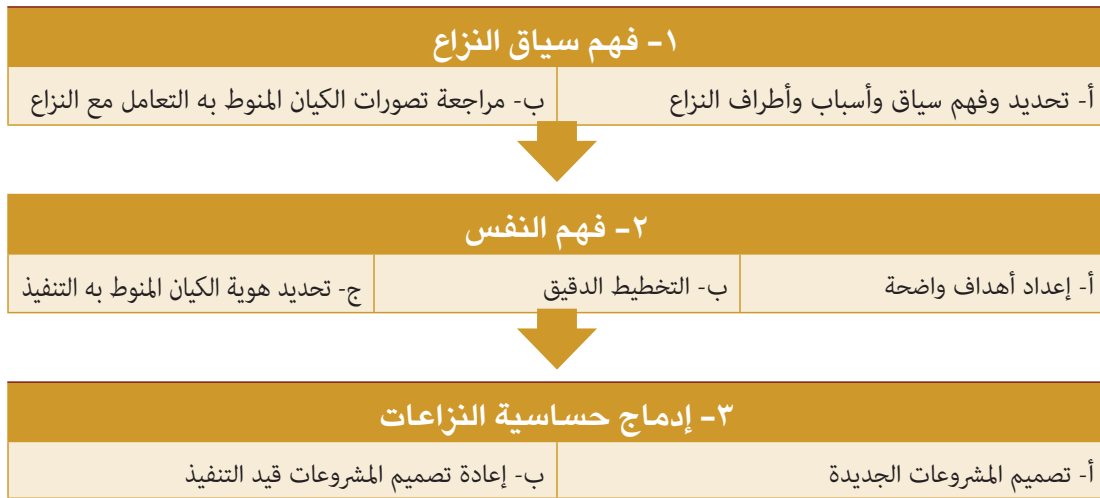 ١- فهم سياق النزاع
أ- تحديد وفهم سياق وأسباب وأطراف النزاع
ب- مراجعة تصورات الكيان المنوط به التعامل مع النزاع
٢- فهم النفس
أ- إعداد أهداف واضحة
ب- التخطيط الدقيق
ج- تحديد هوية الكيان المنوط به التنفيذ
٣- إدماج حساسية النزاعات
أ- تصميم المشروعات الجديدة
ب- إعادة تصميم المشروعات قيد التنفيذ